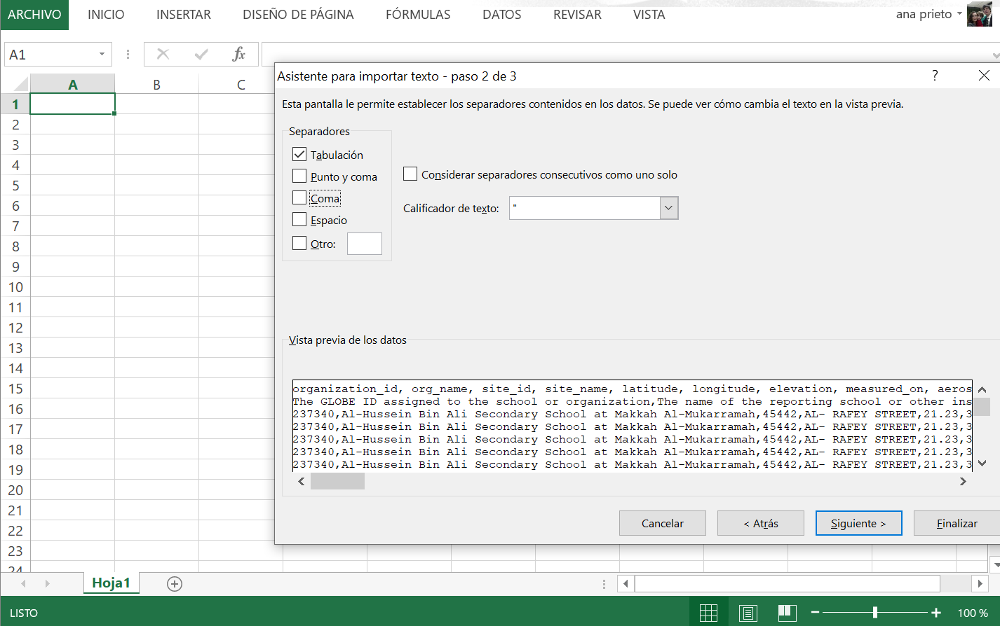 ARCHIVO INICIO INSERTAR DISEÑO DE PÁGINA FÓRMULAS DATOS REVISAR VISTA ana prieto
A1 fx
Asistente para importar texto - paso 2 de 3 ?
A B C
Esta pantalla le permite establecer los separadores contenidos en los datos. Se puede ver cómo cambia el texto en la vista previa.
Separadores
Tabulación
Punto y coma
Coma
Espacio
Otro:
Considerar separadores consecutivos como uno solo
Calificador de texto: "
Vista previa de los datos
organization_id, org_name, site_id, site_name, latitude, longitude, elevation, measured_on, aeros
The GLOBE ID assigned to the school or organization,The name of the reporting school or other ins
237340,Al-Hussein Bin Ali Secondary School at Makkah Al-Mukarramah,45442,AL- RAFEY STREET,21.23,3
237340,Al-Hussein Bin Ali Secondary School at Makkah Al-Mukarramah,45442,AL- RAFEY STREET,21.23,3
237340,Al-Hussein Bin Ali Secondary School at Makkah Al-Mukarramah,45442,AL- RAFEY STREET,21.23,3
237340,Al-Hussein Bin Ali Secondary School at Makkah Al-Mukarramah,45442,AL- RAFEY STREET,21.23,3
237340,Al-Hussein Bin Ali Secondary School at Makkah Al-Mukarramah,45442,AL- RAFEY STREET,21.23,3
Cancelar < Atrás Siguiente > Finalizar
1
2
3
4
5
6
7
8
9
10
11
12
13
14
15
16
17
18
19
20
21
22
23
24
Hoja1
LISTO 100 %